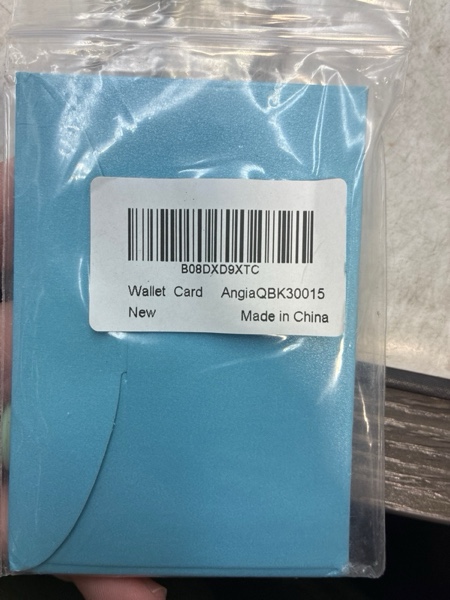 B08DXD9XTC
Wallet Card AngiaQBK30015
New Made in China